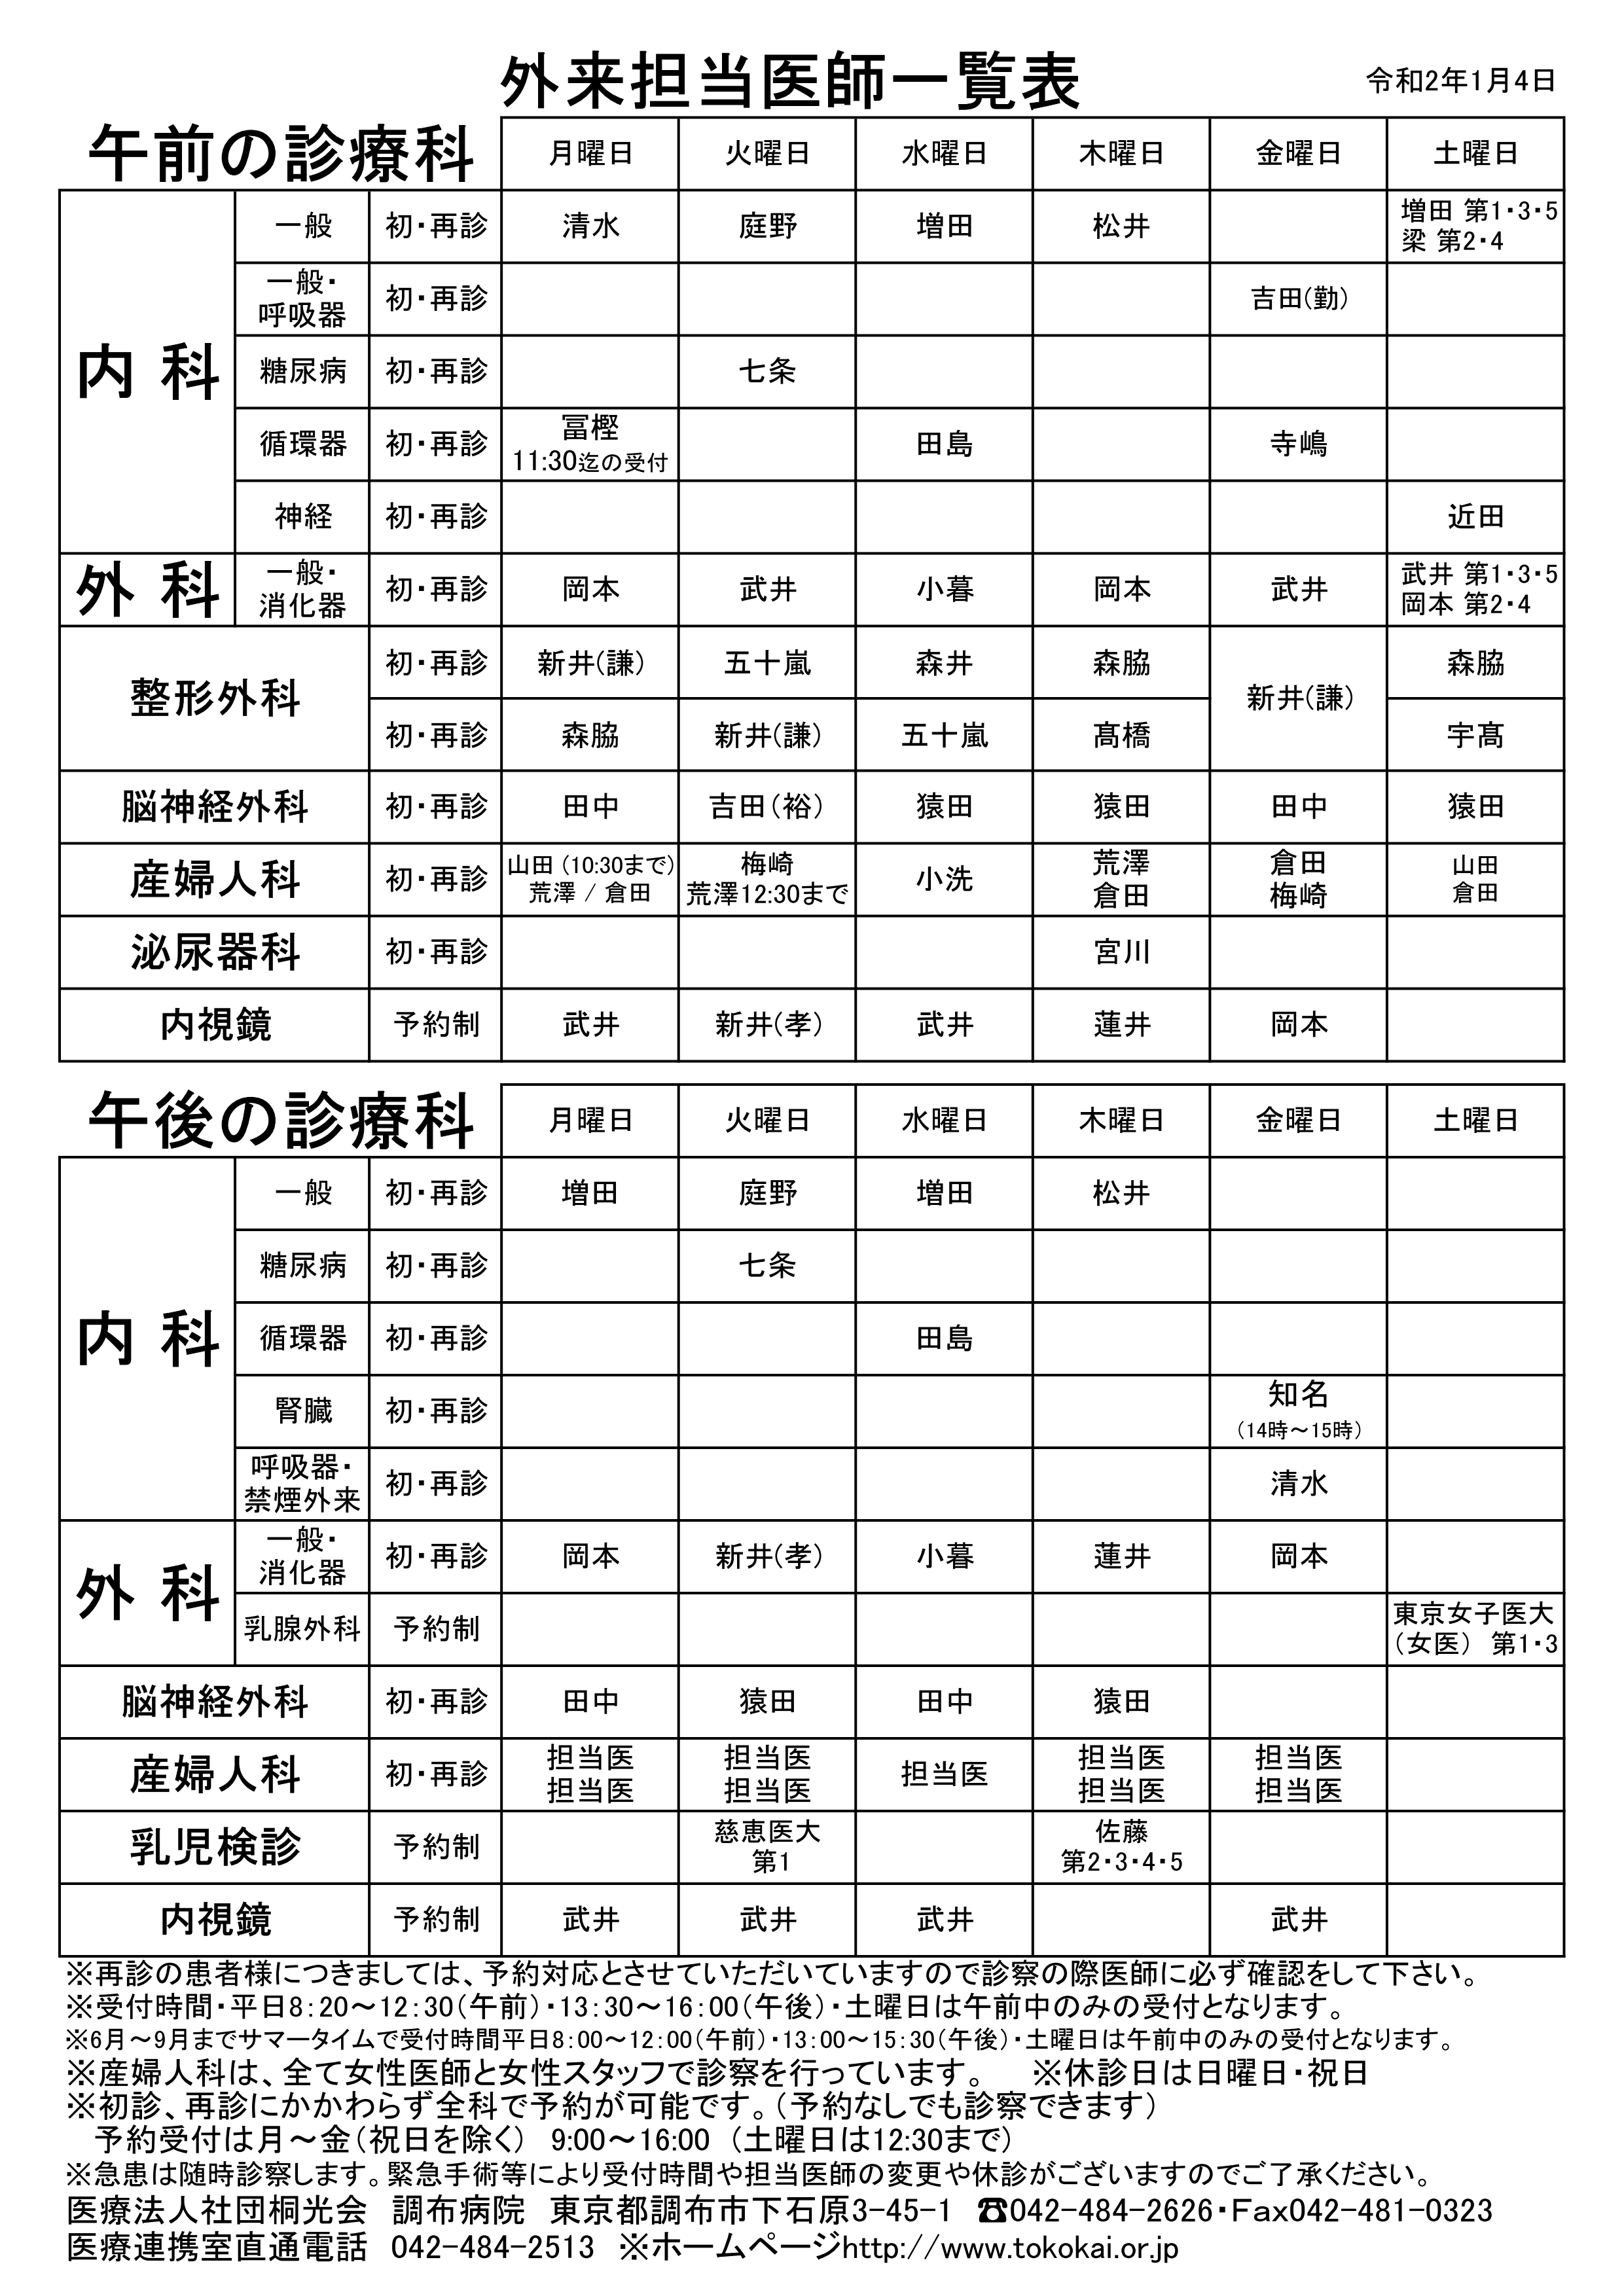 外来担当医師一覧表
令和2年1月4日
午前の診療科 月曜日 火曜日 水曜日 木曜日 金曜日 土曜日
内 科
一般 初・再診 清水 庭野 増田 松井 増田 第1・3・5
梁 第2・4
一般・
呼吸器 初・再診 吉田(勤)
糖尿病 初・再診 七条
循環器 初・再診 冨樫
11:30迄の受付 田島 寺嶋
神経 初・再診 近田
外 科 一般・
消化器 初・再診 岡本 武井 小暮 岡本 武井 武井 第1・3・5
岡本 第2・4
整形外科
初・再診 新井(謙) 五十嵐 森井 森脇 新井(謙) 森脇
初・再診 森脇 新井(謙) 五十嵐 髙橋 宇髙
脳神経外科 初・再診 田中 吉田(裕) 猿田 猿田 田中 猿田
産婦人科 初・再診 山田(10:30まで)
荒澤 / 倉田 梅崎
荒澤12:30まで 小洗 荒澤
倉田 倉田
梅崎 山田
倉田
泌尿器科 初・再診 宮川
内視鏡 予約制 武井 新井(孝) 武井 蓮井 岡本
午後の診療科 月曜日 火曜日 水曜日 木曜日 金曜日 土曜日
内 科
一般 初・再診 増田 庭野 増田 松井
糖尿病 初・再診 七条
循環器 初・再診 田島
腎臓 初・再診 知名
(14時～15時)
呼吸器・
禁煙外来 初・再診 清水
外 科
一般・
消化器 初・再診 岡本 新井(孝) 小暮 蓮井 岡本
乳腺外科 予約制 東京女子医大
(女医) 第1・3
脳神経外科 初・再診 田中 猿田 田中 猿田
産婦人科 初・再診 担当医
担当医 担当医
担当医 担当医 担当医
担当医 担当医
担当医
乳児検診 予約制 慈恵医大
第1 佐藤
第2・3・4・5
内視鏡 予約制 武井 武井 武井 武井
※再診の患者様につきましては、予約対応とさせていただいていますので診察の際医師に必ず確認をして下さい。
※受付時間・平日8:20～12:30(午前)・13:30～16:00(午後)・土曜日は午前中のみの受付となります。
※6月～9月までサマータイムで受付時間平日8:00～12:00(午前)・13:00～15:30(午後)・土曜日は午前中のみの受付となります。
※産婦人科は、全て女性医師と女性スタッフで診察を行っています。 ※休診日は日曜日・祝日
※初診、再診にかかわらず全科で予約が可能です。(予約なしでも診察できます)
予約受付は月～金(祝日を除く) 9:00～16:00 (土曜日は12:30まで)
※急患は随時診察します。緊急手術等により受付時間や担当医師の変更や休診がございますのでご了承ください。
医療法人社団桐光会 調布病院 東京都調布市下石原3-45-1 ☎042-484-2626・Fax042-481-0323
医療連携室直通電話 042-484-2513 ※ホームページhttp://www.tokokai.or.jp